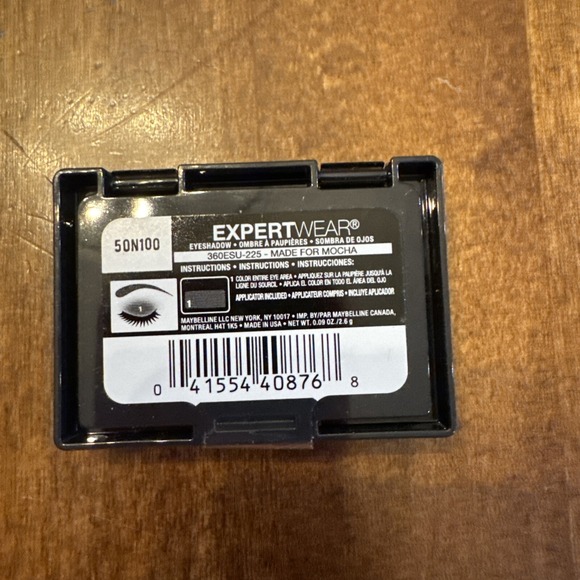 50N100
EXPERTWEAR®
EYESHADOW • OMBRE À PAUPIÈRES • SOMBRA DE OJOS
360ESU-225 - MADE FOR MOCHA
INSTRUCTIONS • INSTRUCTIONS • INSTRUCCIONES:
1 COLOR ENTIRE EYE AREA • APPLIQUEZ SUR LA PAUPIÈRE JUSQU'À LA
LIGNE DU SOURCIL • APLICA EL COLOR EN TODO EL ÁREA DEL OJO
APPLICATOR INCLUDED • APPLICATEUR COMPRIS • INCLUYE APLICADOR
1
1
MAYBELLINE LLC NEW YORK, NY 10017 • IMP. BY/PAR MAYBELLINE CANADA,
MONTREAL H4T 1K5 • MADE IN USA • NET WT. 0.09 OZ./2.6 g
0 41554 40876 8